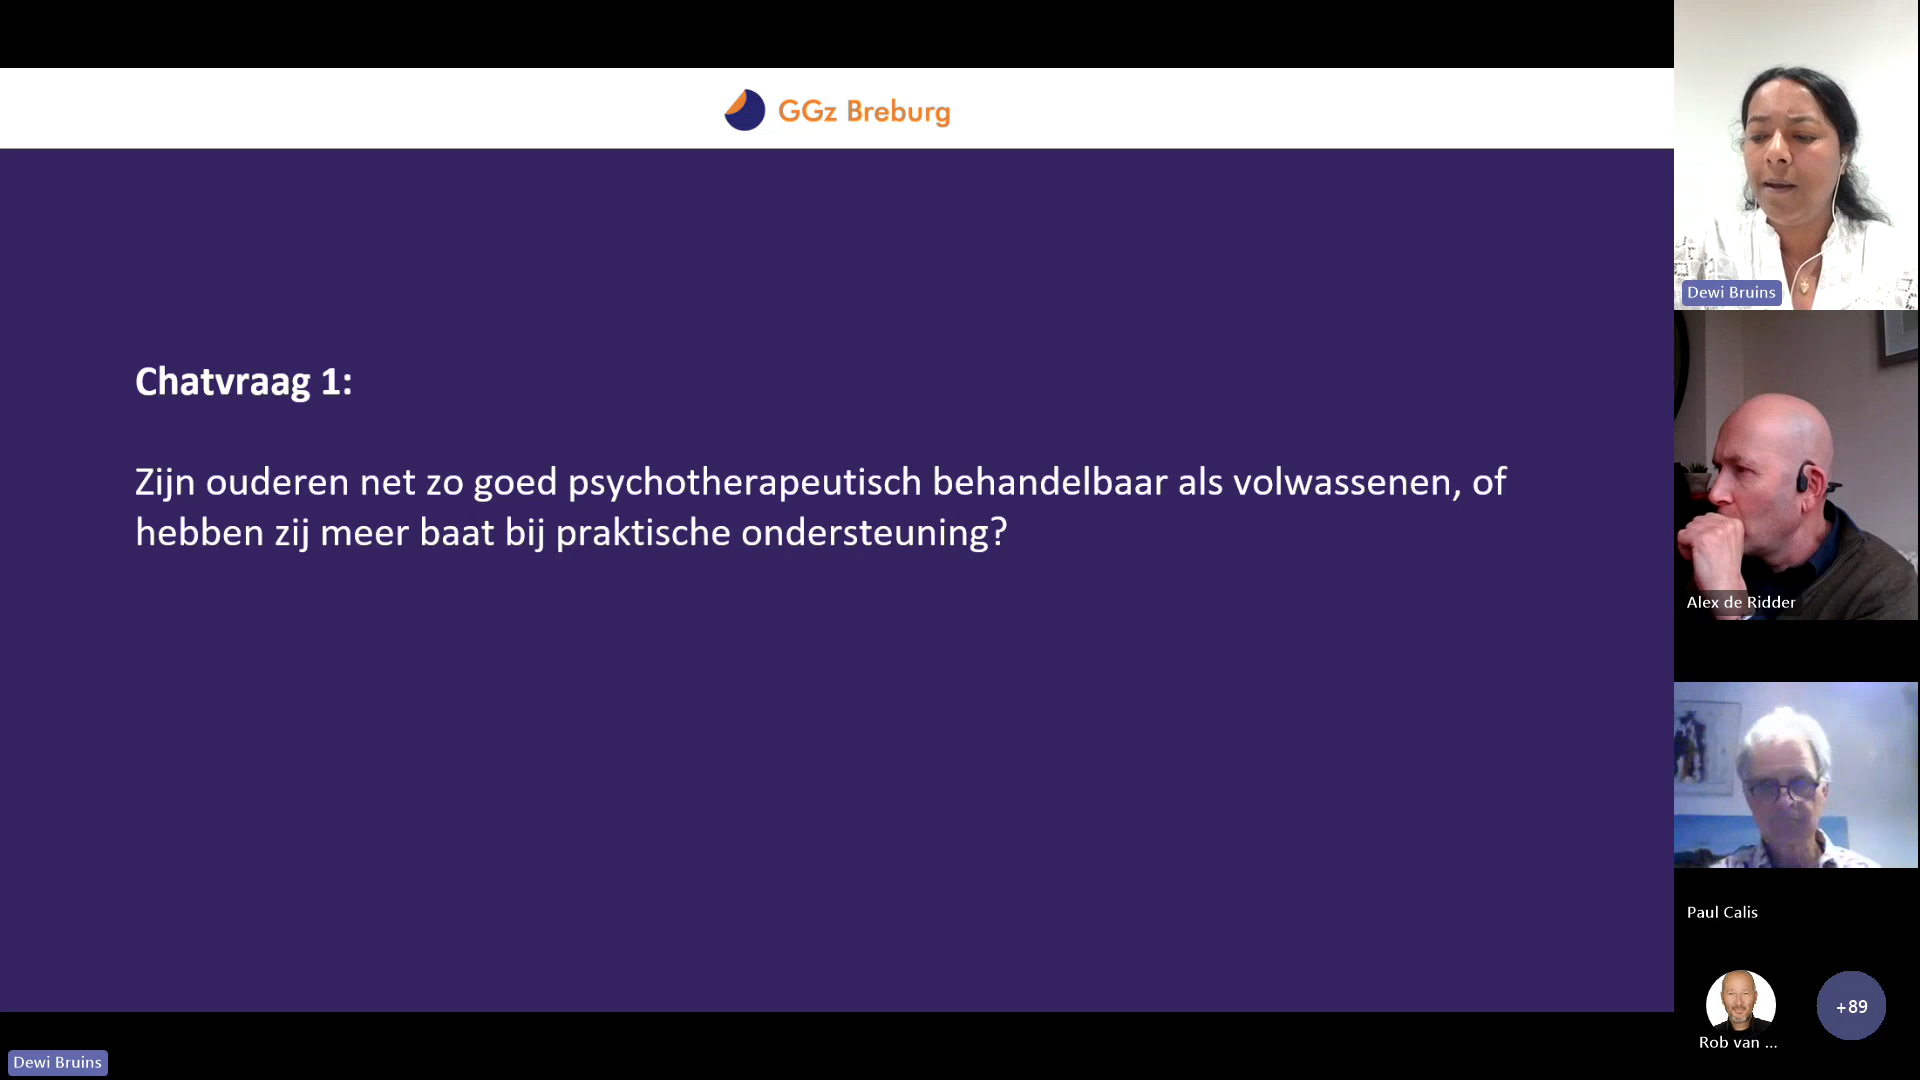 GGz Breburg
Chatvraag 1:
Zijn ouderen net zo goed psychotherapeutisch behandelbaar als volwassenen, of
hebben zij meer baat bij praktische ondersteuning?
Dewi Bruins
Alex de Ridder
Paul Calis
Rob van ...
+89
Dewi Bruins